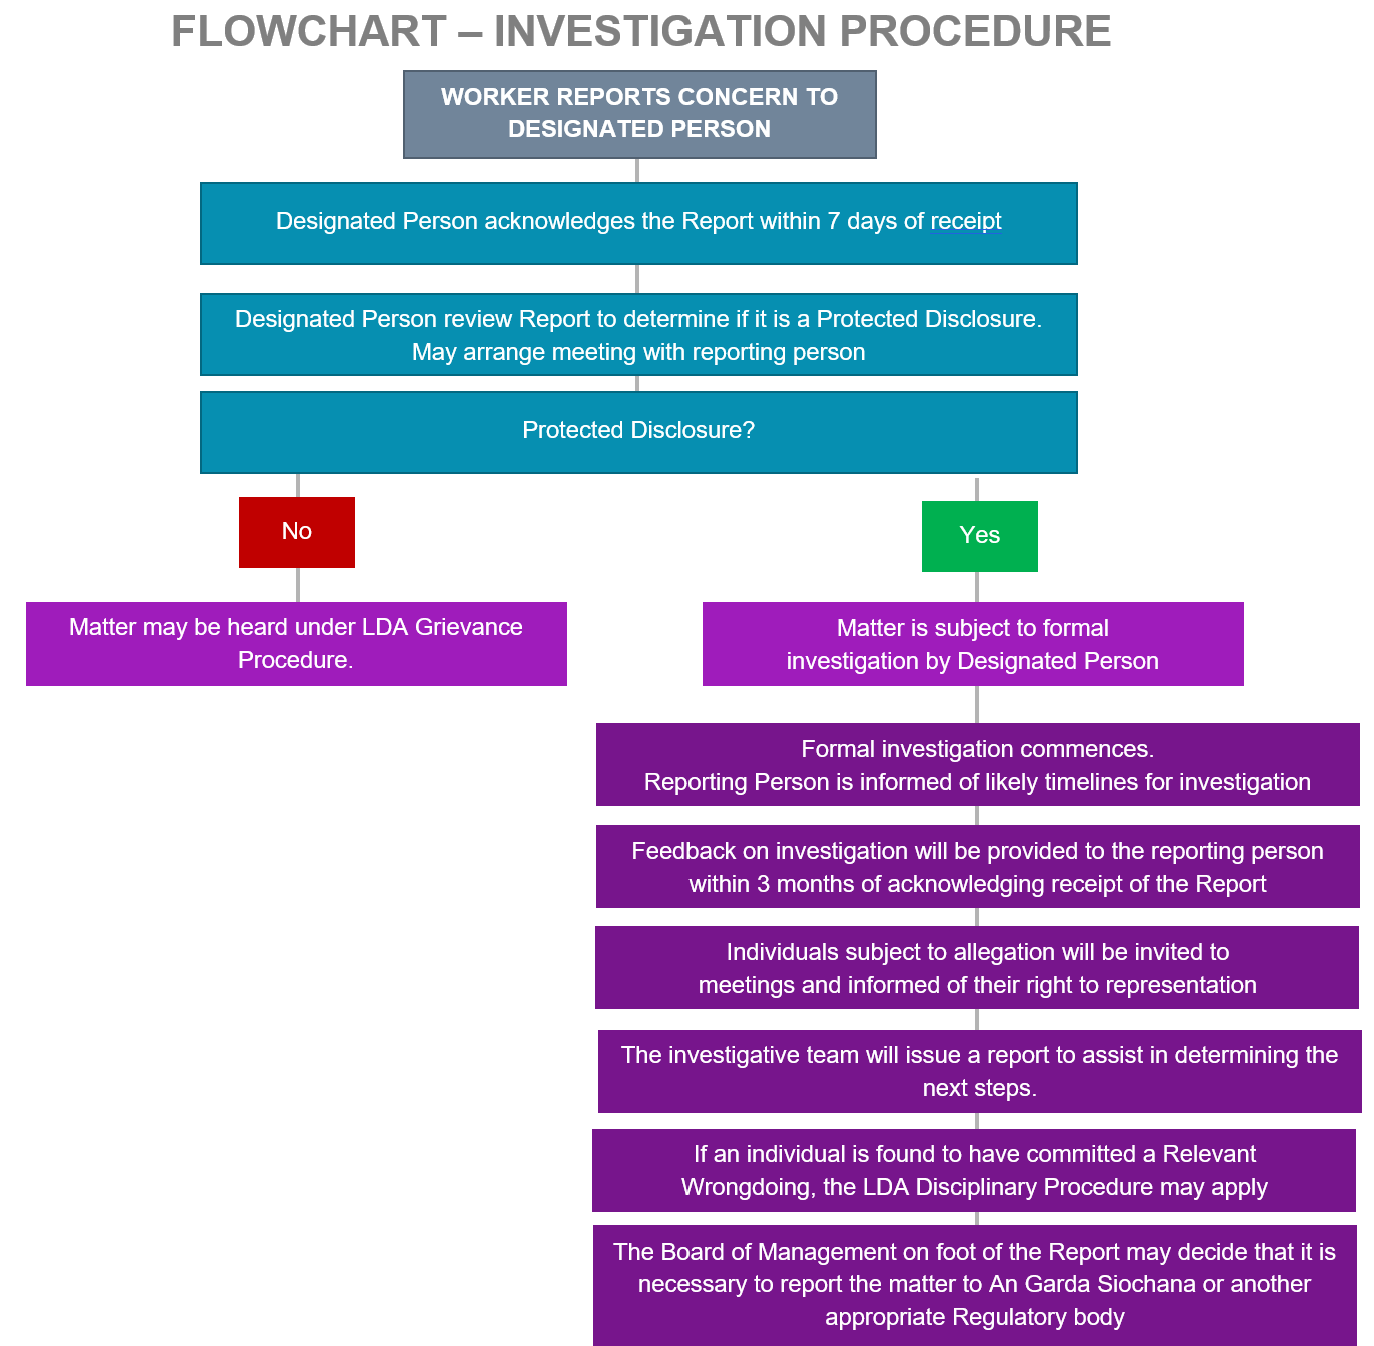 FLOWCHART – INVESTIGATION PROCEDURE
WORKER REPORTS CONCERN TO
DESIGNATED PERSON
Designated Person acknowledges the Report within 7 days of receipt
Designated Person review Report to determine if it is a Protected Disclosure.
May arrange meeting with reporting person
Protected Disclosure?
No
Yes
Matter may be heard under LDA Grievance
Procedure.
Matter is subject to formal
investigation by Designated Person
Formal investigation commences.
Reporting Person is informed of likely timelines for investigation
Feedback on investigation will be provided to the reporting person
within 3 months of acknowledging receipt of the Report
Individuals subject to allegation will be invited to
meetings and informed of their right to representation
The investigative team will issue a report to assist in determining the
next steps.
If an individual is found to have committed a Relevant
Wrongdoing, the LDA Disciplinary Procedure may apply
The Board of Management on foot of the Report may decide that it is
necessary to report the matter to An Garda Siochana or another
appropriate Regulatory body